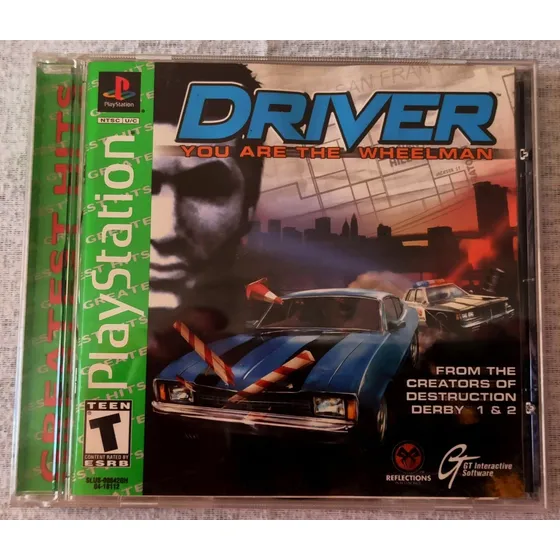 GREATEST HITS
PlayStation
NTSC U/C
PlayStation
DRIVER
YOU ARE THE WHEELMAN
FROM THE
CREATORS OF
DESTRUCTION
DERBY 1 & 2
TEEN
T
CONTENT RATED BY
ESRB
REFLECTIONS
GT Interactive
Software